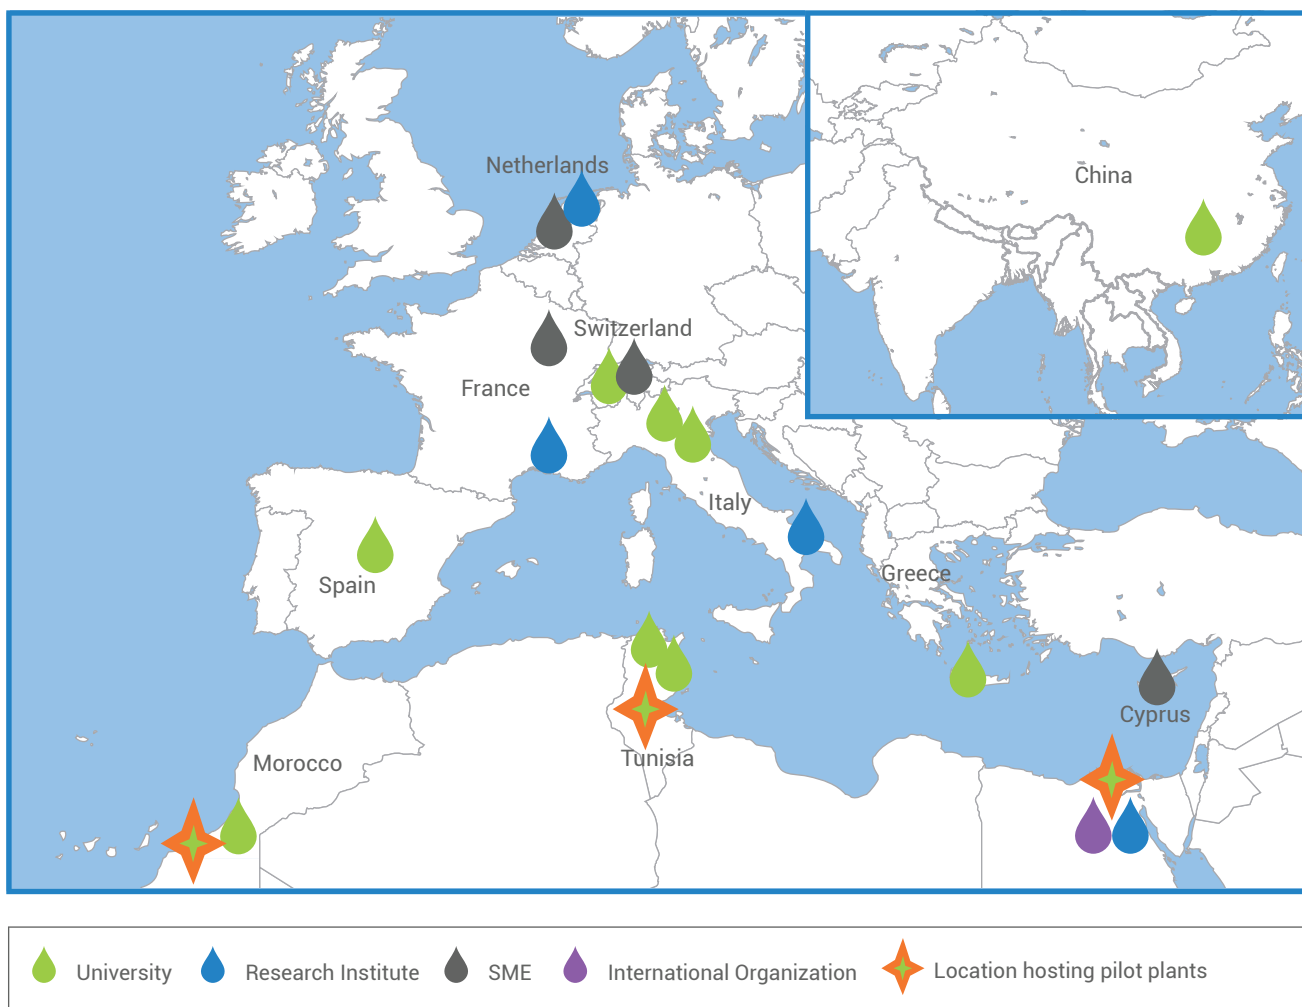 Netherlands
China
Switzerland
France
Italy
Spain
Greece
Cyprus
Tunisia
Morocco
University
Research Institute
SME
International Organization
Location hosting pilot plants